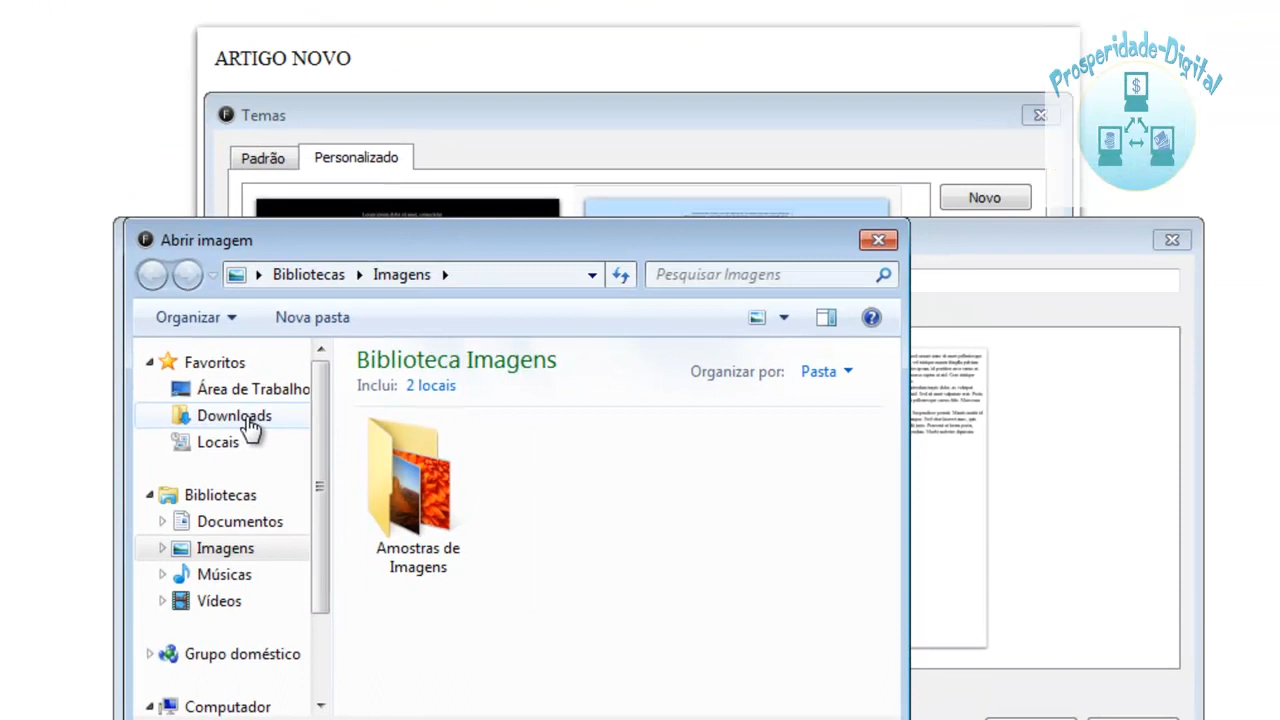 ARTIGO NOVO
Prosperidade-Digital
$
Temas
Padrão
Personalizado
Novo
Abrir imagem
Bibliotecas
Imagens
Pesquisar Imagens
Organizar
Nova pasta
Favoritos
Área de Trabalho
Downloads
Locais
Bibliotecas
Documentos
Imagens
Músicas
Vídeos
Grupo doméstico
Computador
Biblioteca Imagens
Inclui: 2 locais
Organizar por: Pasta
Amostras de
Imagens